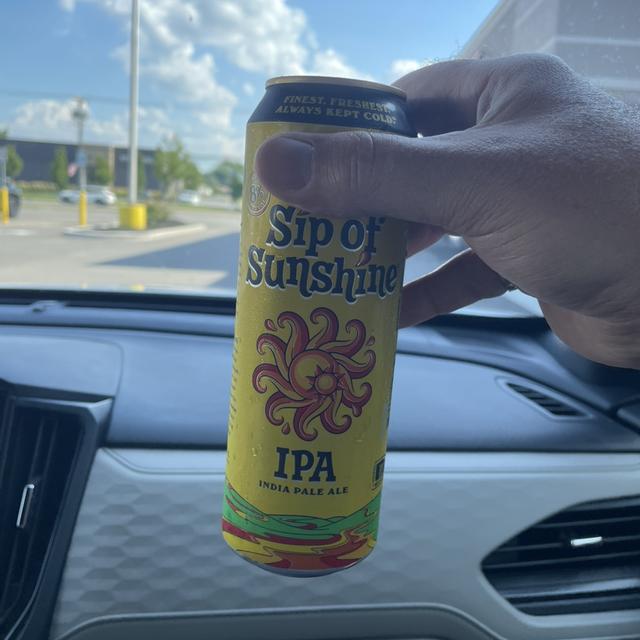 FINEST, FRESHEST
ALWAYS KEPT COLD
Sip of
Sunshine
IPA
INDIA PALE ALE